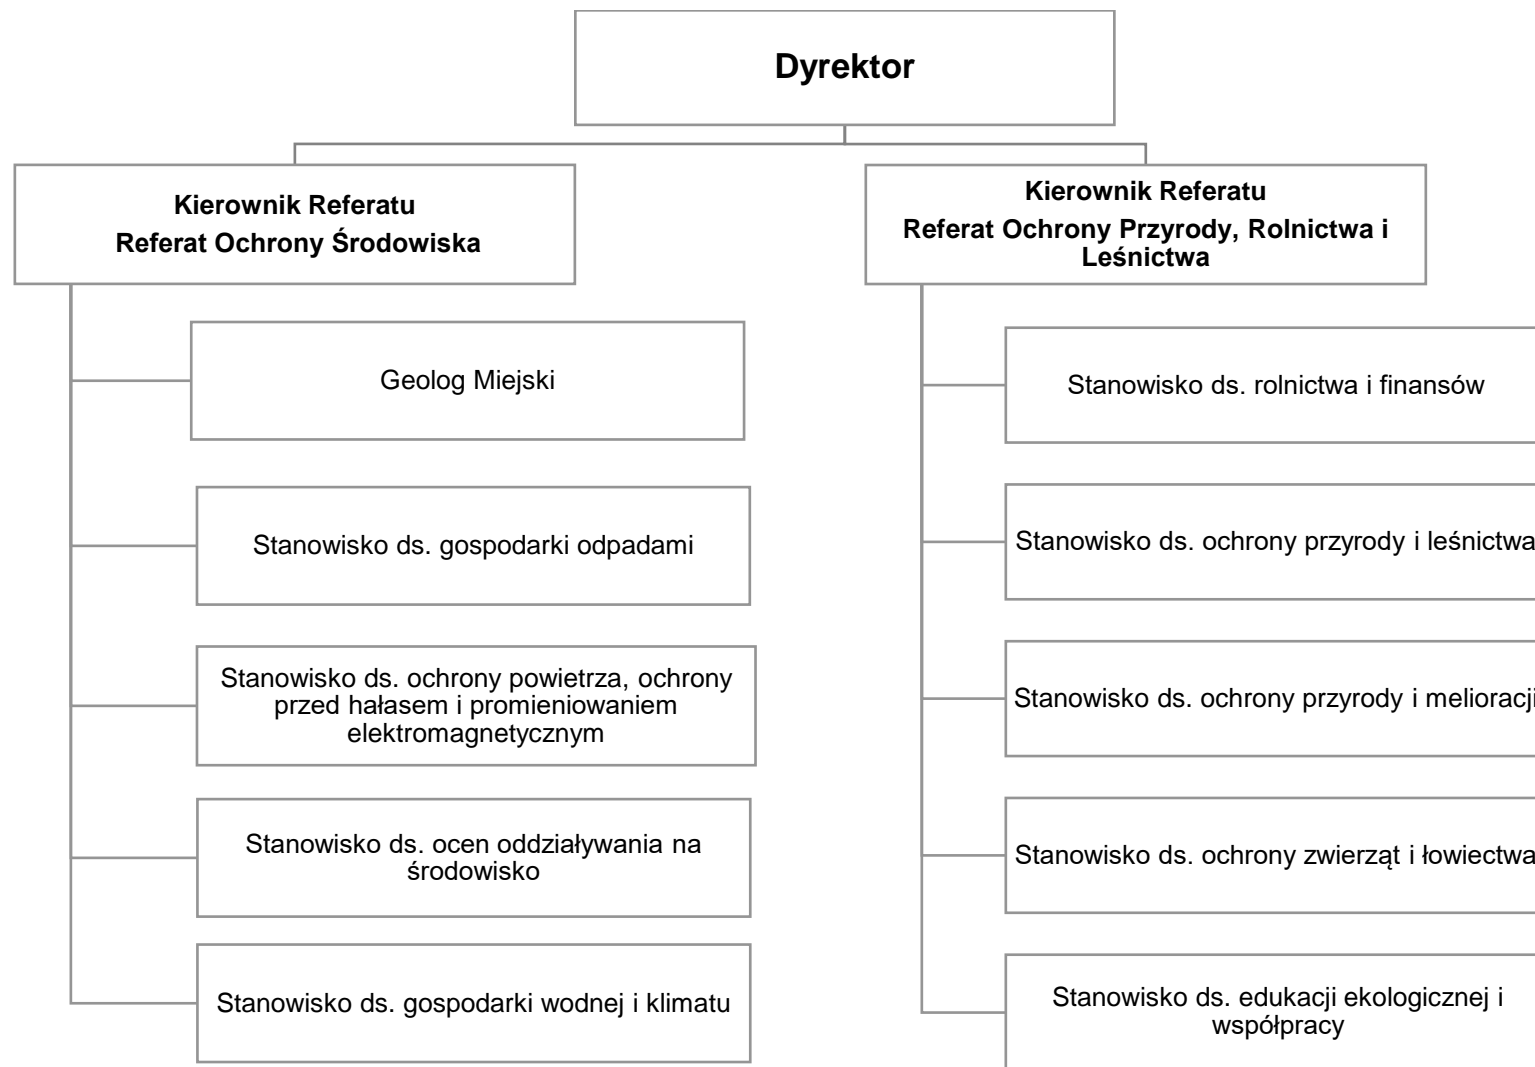 Dyrektor
Kierownik Referatu
Referat Ochrony Środowiska
Geolog Miejski
Stanowisko ds. gospodarki odpadami
Stanowisko ds. ochrony powietrza, ochrony
przed hałasem i promieniowaniem
elektromagnetycznym
Stanowisko ds. ocen oddziaływania na
środowisko
Stanowisko ds. gospodarki wodnej i klimatu
Kierownik Referatu
Referat Ochrony Przyrody, Rolnictwa i
Leśnictwa
Stanowisko ds. rolnictwa i finansów
Stanowisko ds. ochrony przyrody i leśnictwa
Stanowisko ds. ochrony przyrody i melioracji
Stanowisko ds. ochrony zwierząt i łowiectwa
Stanowisko ds. edukacji ekologicznej i
współpracy